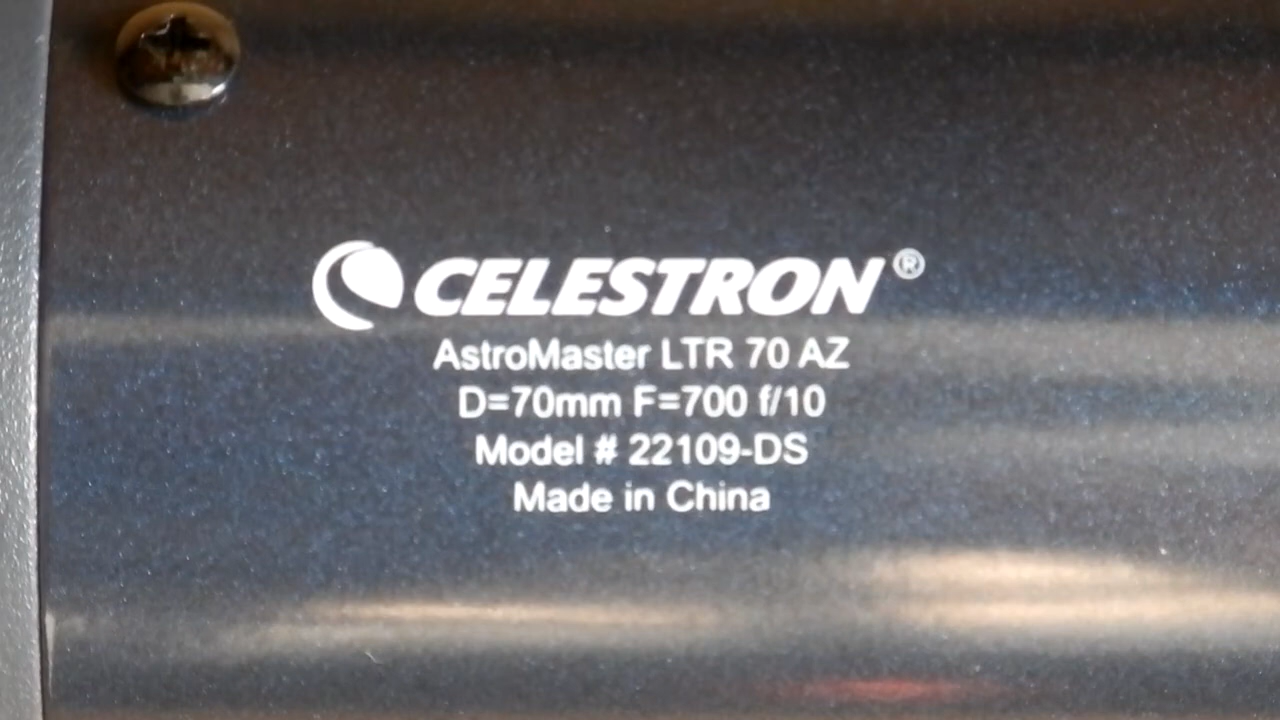 CELESTRON®
AstroMaster LTR 70 AZ
D=70mm F=700 f/10
Model # 22109-DS
Made in China